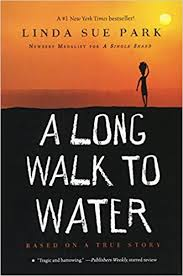 A #1 New York Times bestseller!
LINDA SUE PARK
NEWBERY MEDALIST FOR A SINGLE SHARD
A LONG
WALK TO
WATER
BASED ON A TRUE STORY
"Tragic and harrowing." —Publishers Weekly, starred review